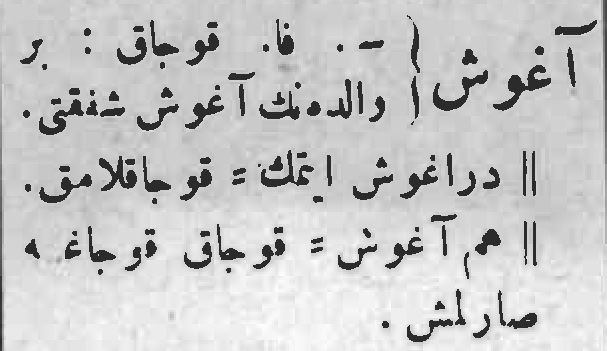 آغوش { ا. فا. قوجاق : بر
والده‌نك آغوش شفقتی.
|| دراغوش ایتمك = قوجاقلامق.
|| هم آغوش = قوجاق قوجاغه
صارلمش.